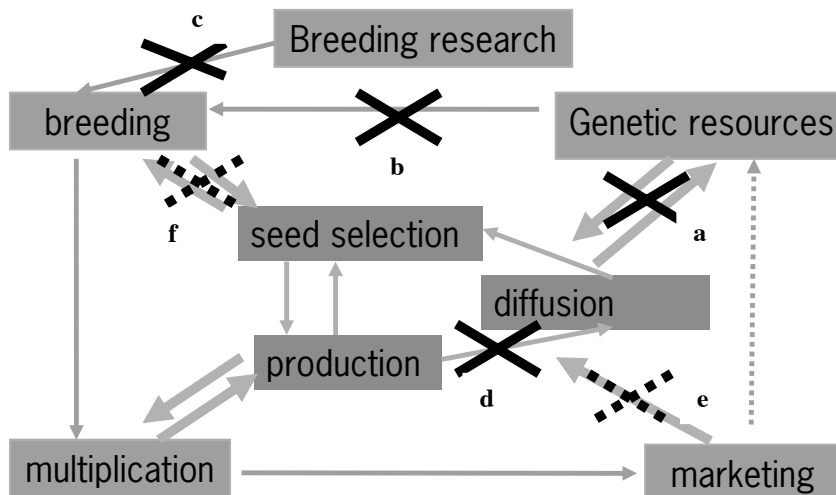 c
Breeding research
breeding
Genetic resources
b
f
seed selection
a
diffusion
production
d
e
multiplication
marketing